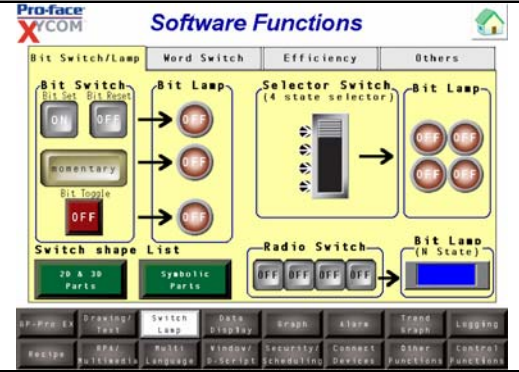 Pro-face
XYCOM
Software Functions
Bit Switch/Lamp
Word Switch
Efficiency
Others
Bit Switch
Bit Set
Bit Reset
ON
OFF
momentary
Bit Toggle
OFF
Bit Lamp
OFF
OFF
OFF
Selector Switch
(4 state selector)
Bit Lamp
OFF
OFF
OFF
OFF
Switch shape List
2D & 3D
Parts
Symbolic
Parts
Radio Switch
OFF
OFF
OFF
OFF
Bit Lamp
(N State)
GP-Pro EX
Drawing/
Text
Switch
Lamp
Data
Display
Graph
Alarm
Trend
Graph
Logging
Recipe
Multimedia
Multi
Language
Window/
D-Script
Security/
Scheduling
Connect
Devices
Other
Functions
Control
Functions